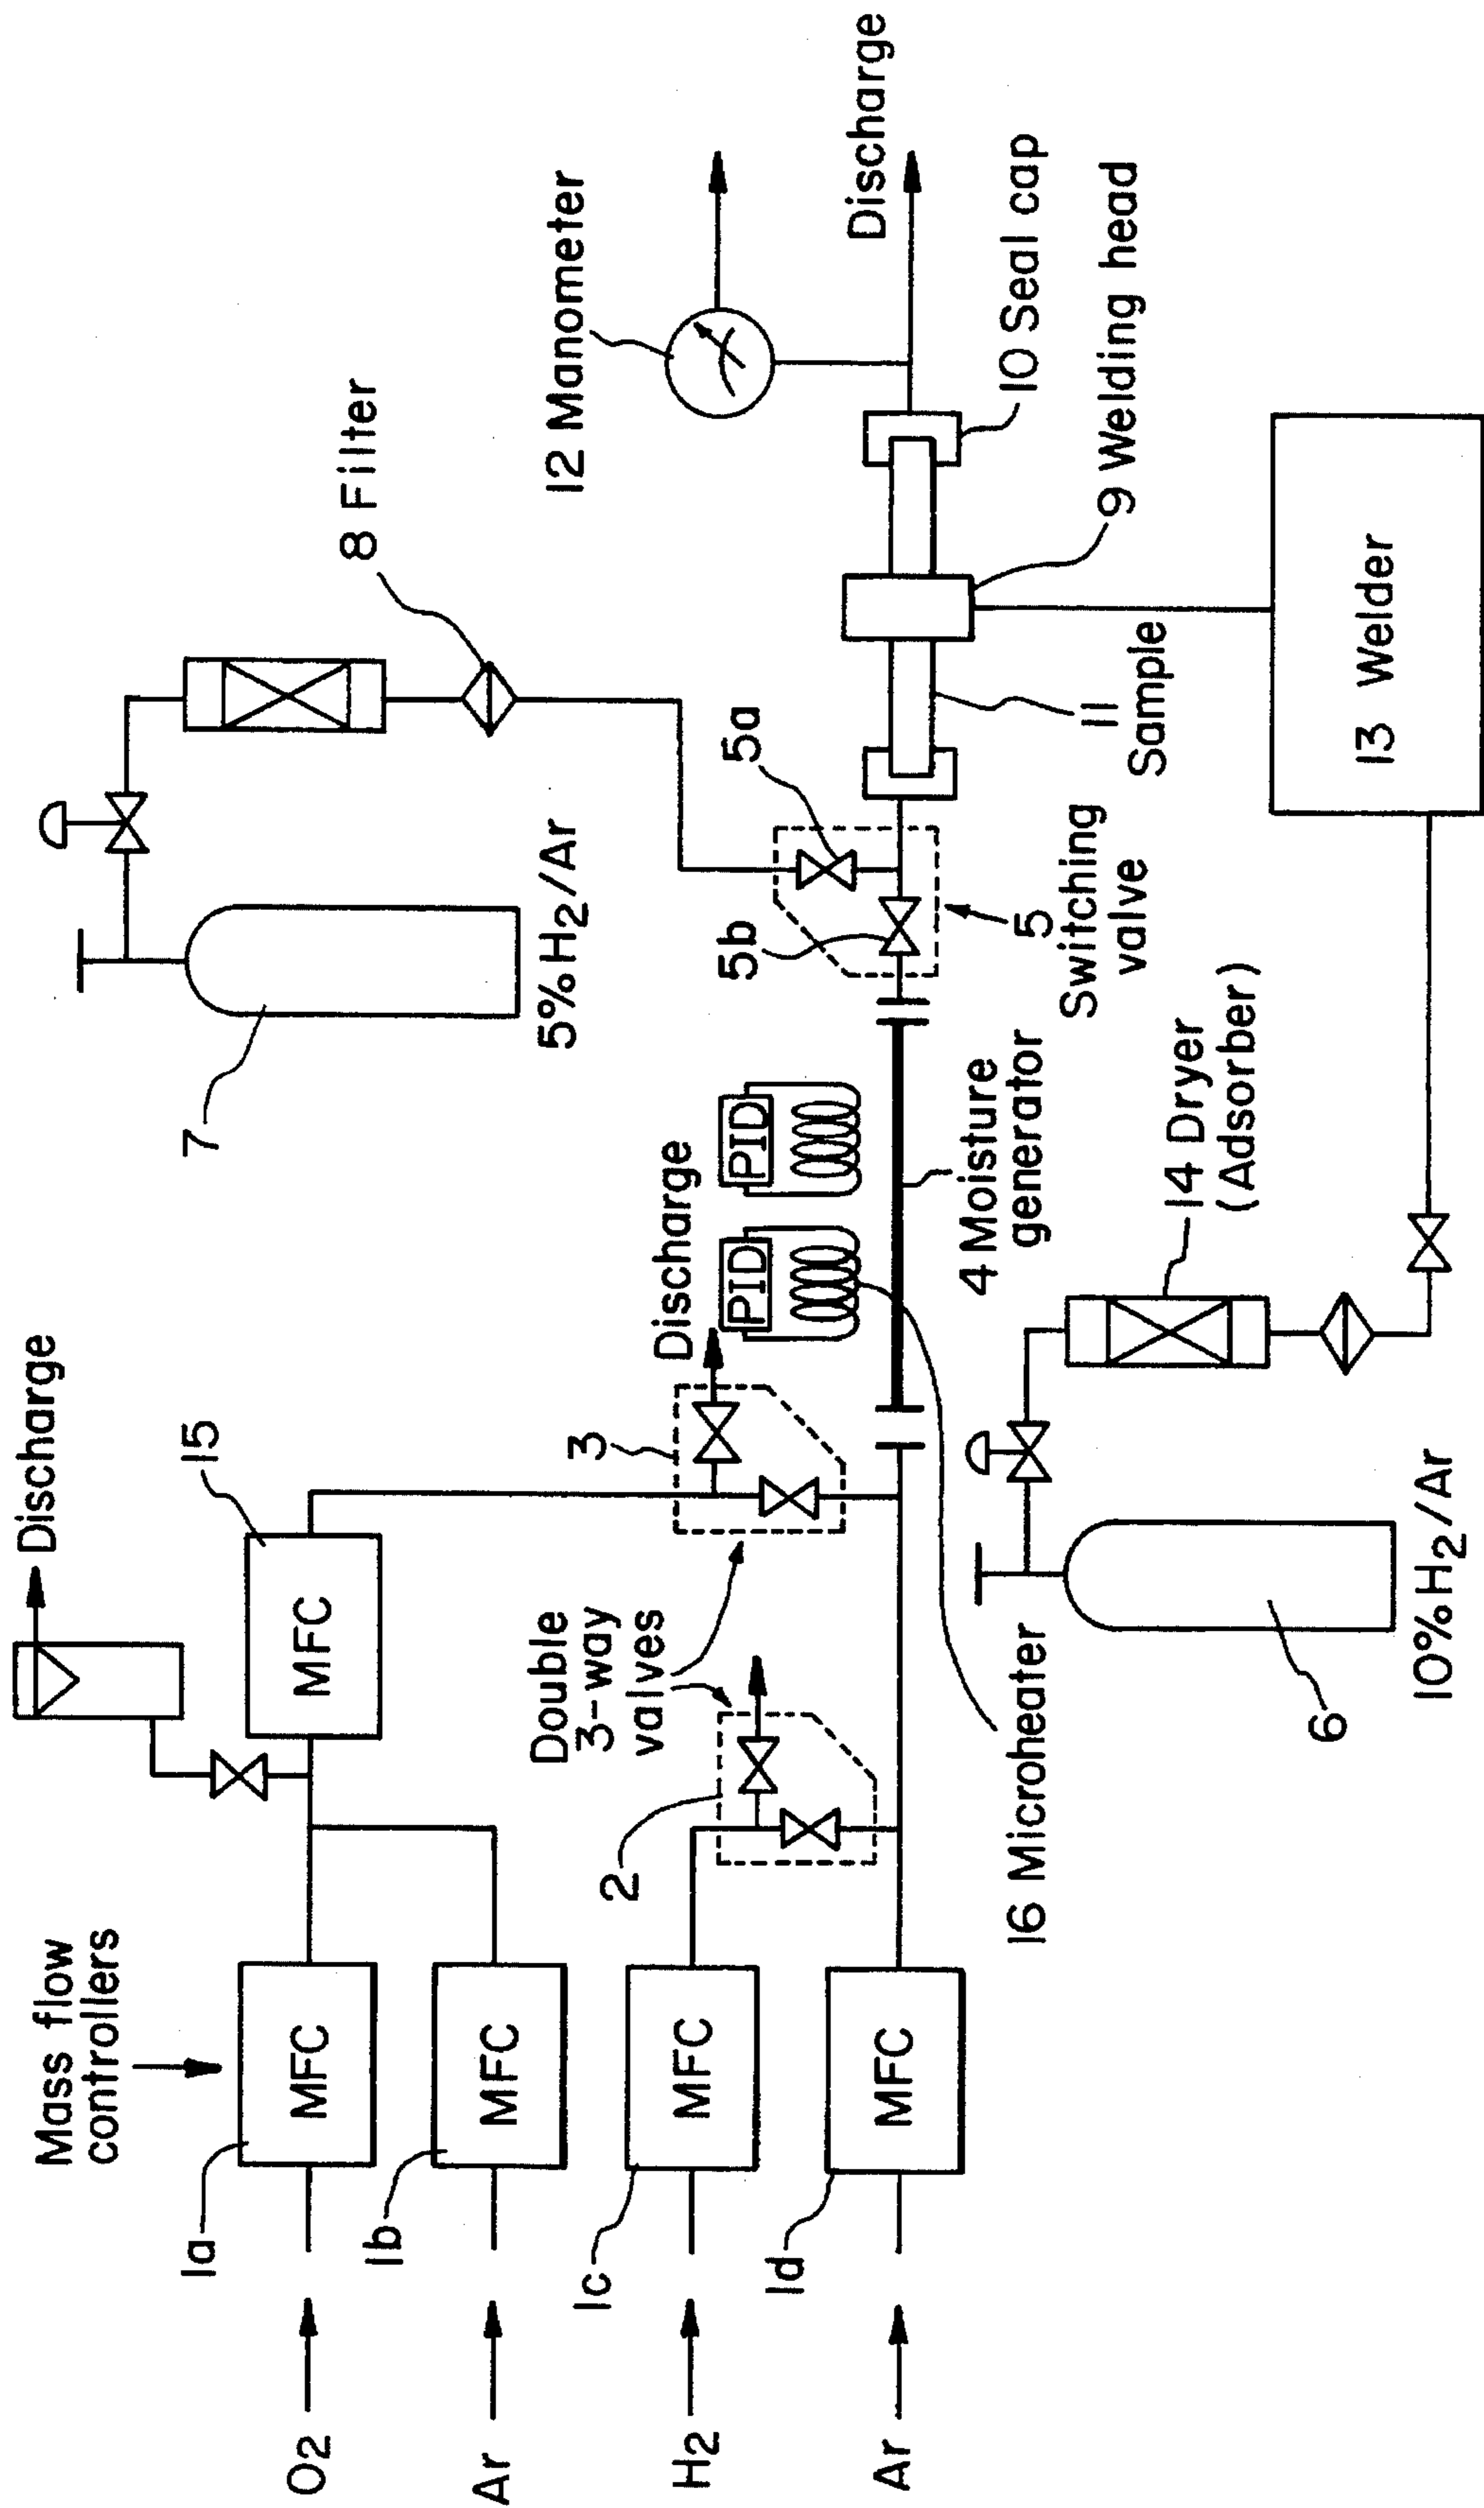 Mass flow
controllers
Discharge
1a
MFC
15
MFC
O2
1b
MFC
Ar
7
5%H2/Ar
8 Filter
12 Manometer
Discharge
Double
3-way
valves
2
3
Discharge
PID
PID
1c
MFC
H2
5b
5a
1d
MFC
Ar
4 Moisture
generator
5
Switching
valve
11
Sample
10 Seal cap
9 Welding head
16 Microheater
14 Dryer
(Adsorber)
6
10%H2/Ar
13 Welder